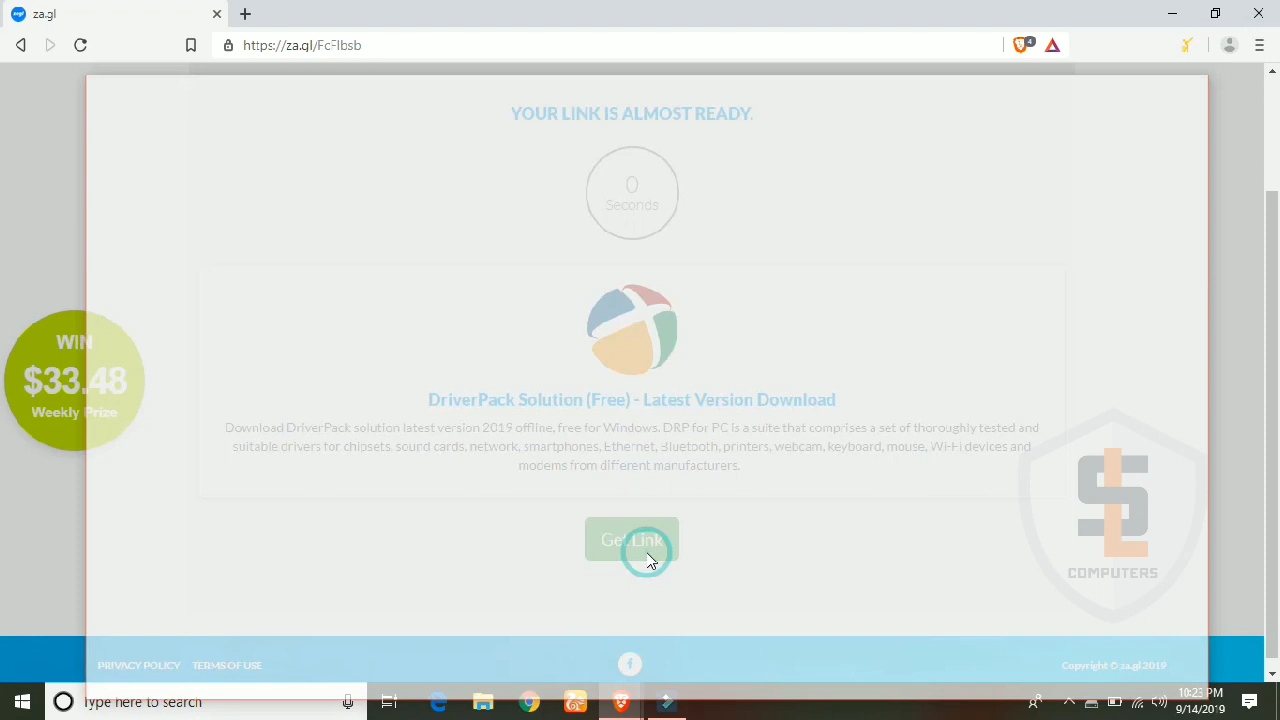 za.gl
https://za.gl/FcFlbsb
4
YOUR LINK IS ALMOST READY.
0
Seconds
WIN
$33.48
Weekly Prize
DriverPack Solution (Free) - Latest Version Download
Download DriverPack solution latest version 2019 offline, free for Windows. DRP for PC is a suite that comprises a set of thoroughly tested and
suitable drivers for chipsets, sound cards, network, smartphones, Ethernet, Bluetooth, printers, webcam, keyboard, mouse, Wi-Fi devices and
modems from different manufacturers.
Get Link
SL
COMPUTERS
PRIVACY POLICY TERMS OF USE
Copyright © za.gl 2019
Type here to search
10:23 PM
9/14/2019